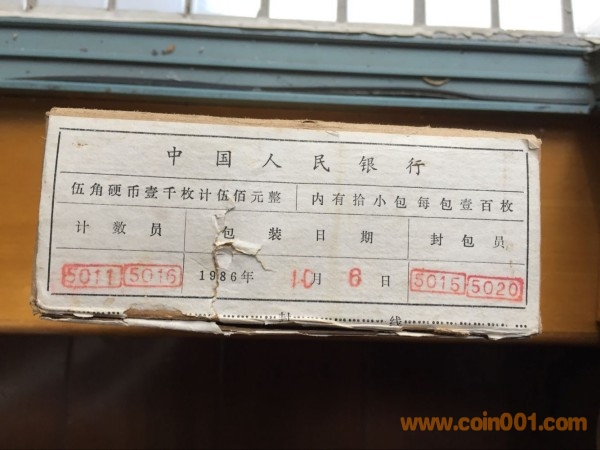 中国人民银行
伍角硬币壹千枚计伍佰元整 内有拾小包每包壹百枚
计数员 包装日期 封包员
5011 5016 1986年 10月 6日 5015 5020
封 线
www.coin001.com